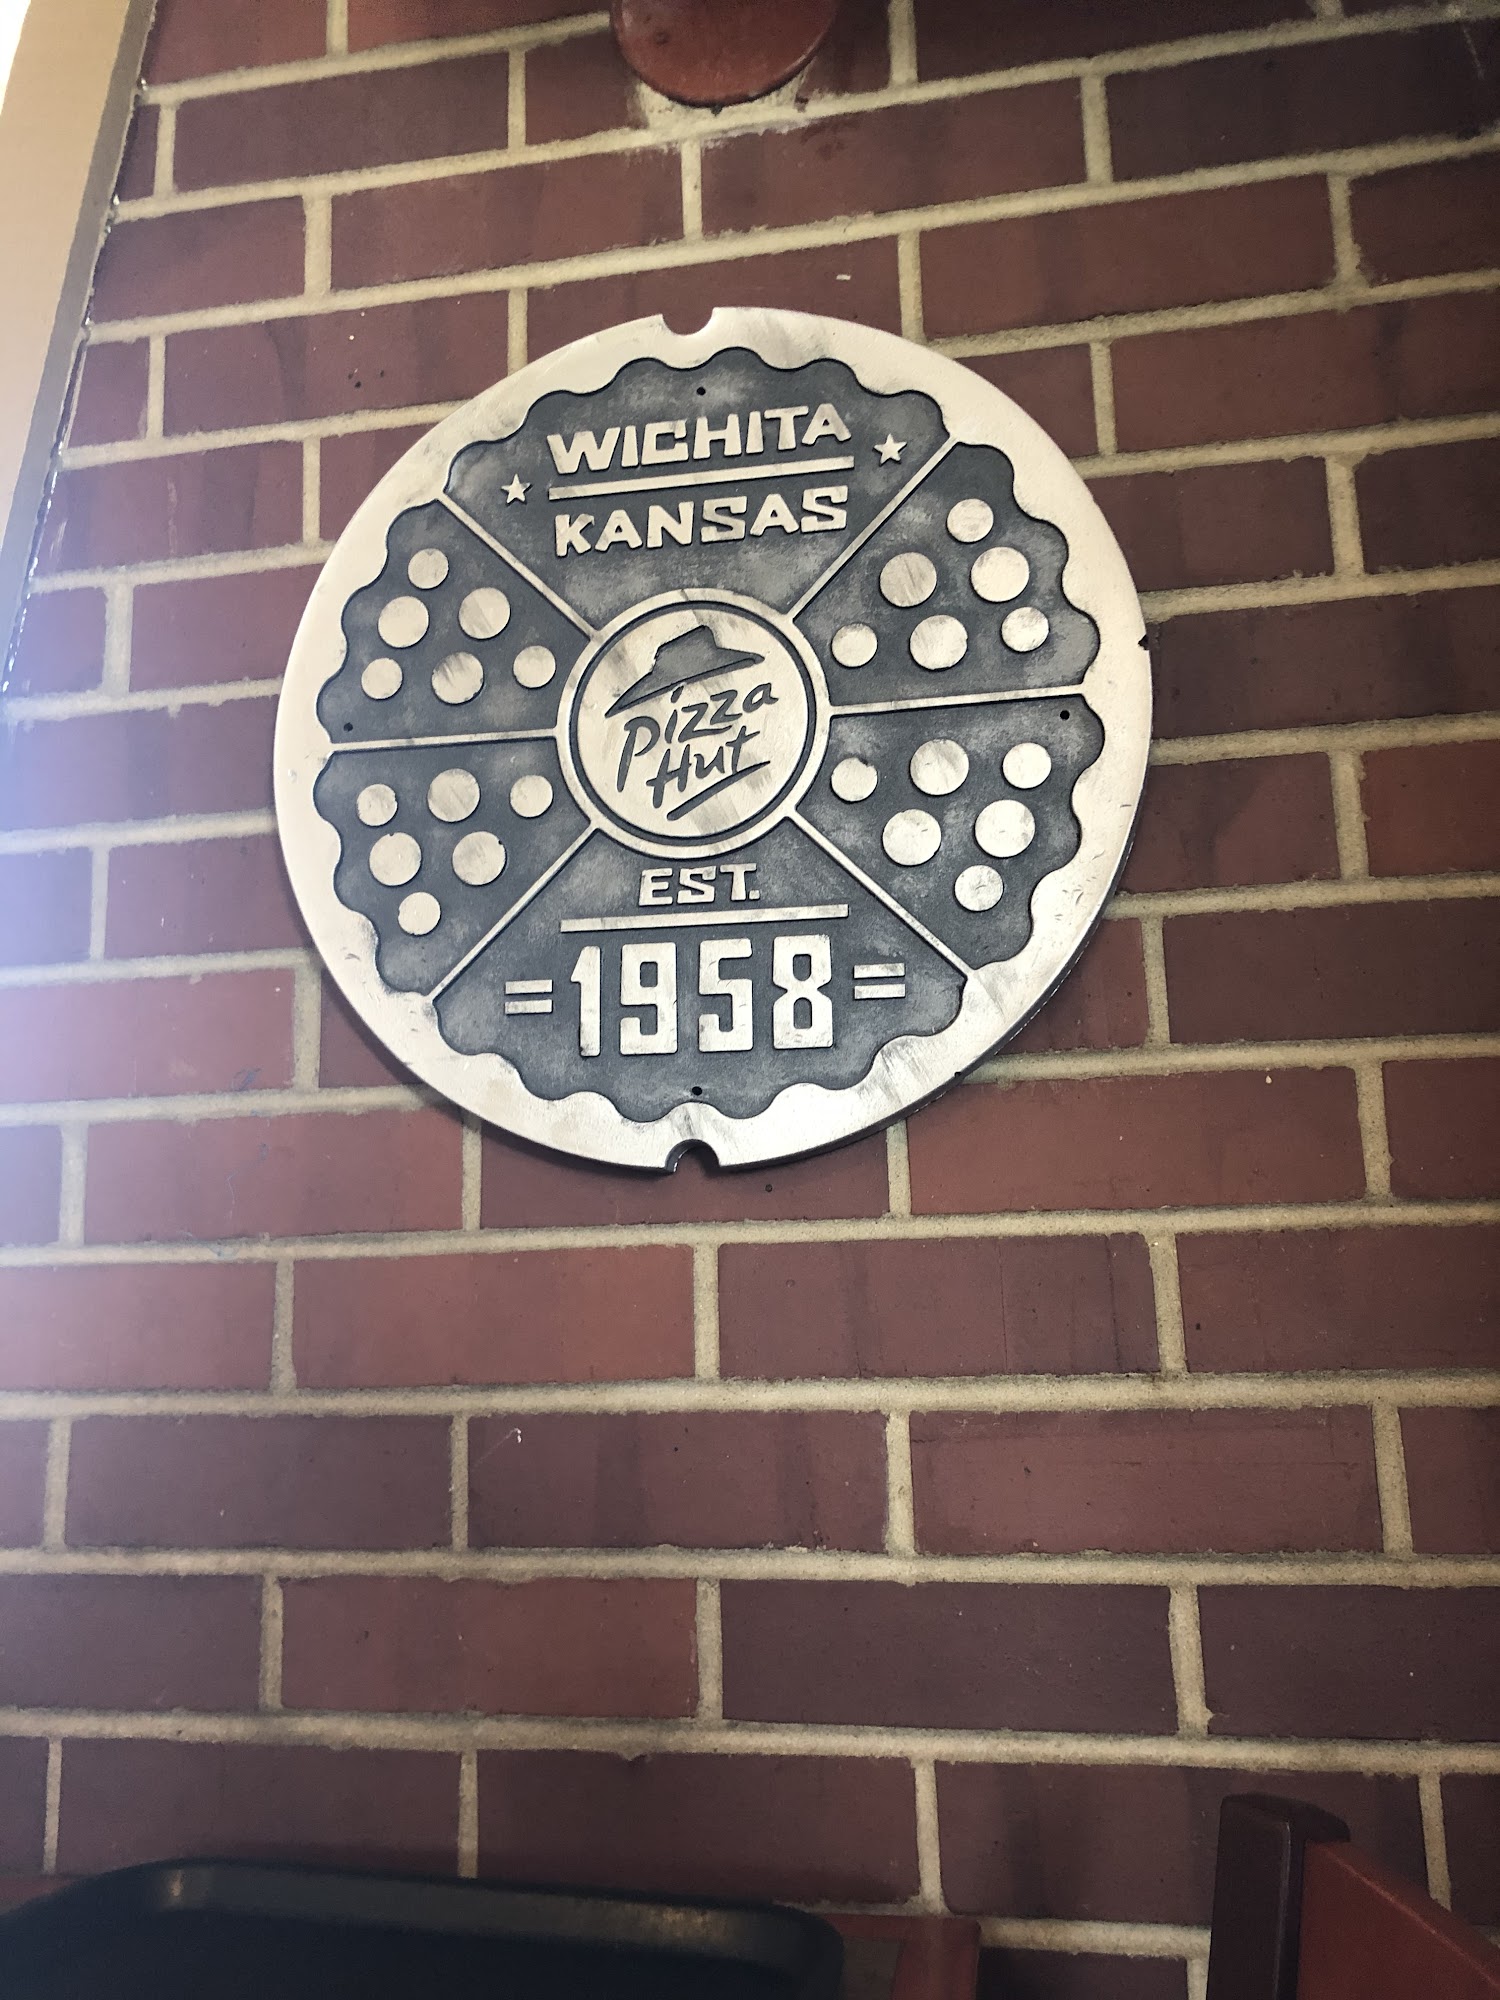 WICHITA
KANSAS
Pizza
Hut
EST.
=1958=